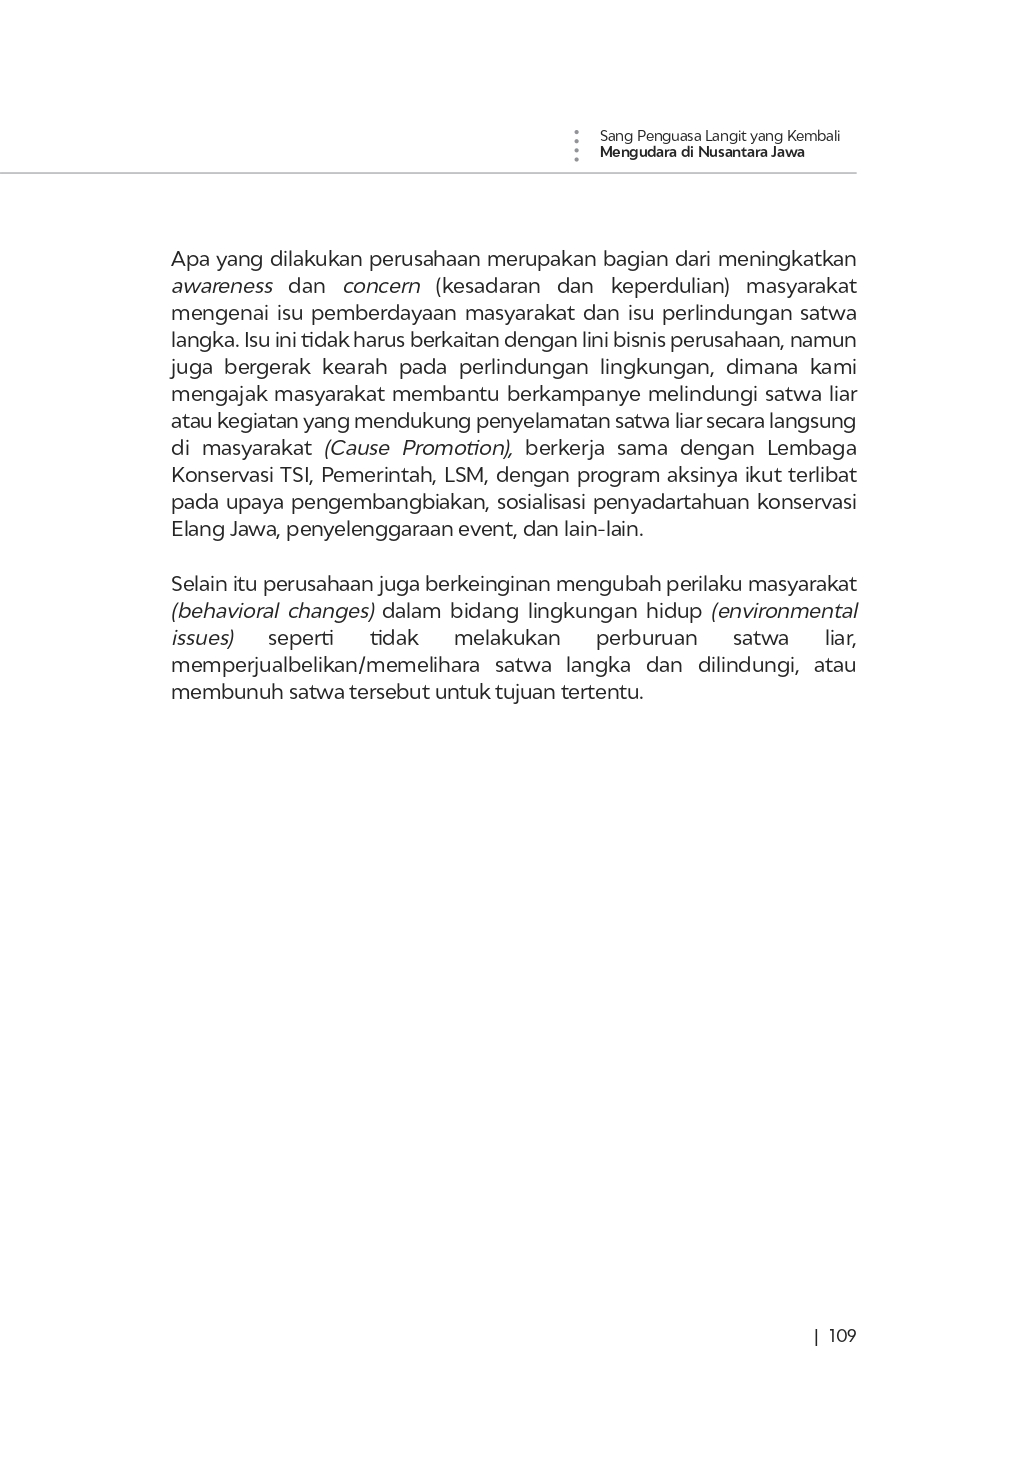 Sang Penguasa Langit yang Kembali
Mengudara di Nusantara Jawa
Apa yang dilakukan perusahaan merupakan bagian dari meningkatkan
awareness dan concern (kesadaran dan keperdulian) masyarakat
mengenai isu pemberdayaan masyarakat dan isu perlindungan satwa
langka. Isu ini tidak harus berkaitan dengan lini bisnis perusahaan, namun
juga bergerak kearah pada perlindungan lingkungan, dimana kami
mengajak masyarakat membantu berkampanye melindungi satwa liar
atau kegiatan yang mendukung penyelamatan satwa liar secara langsung
di masyarakat (Cause Promotion), berkerja sama dengan Lembaga
Konservasi TSI, Pemerintah, LSM, dengan program aksinya ikut terlibat
pada upaya pengembangbiakan, sosialisasi penyadartahuan konservasi
Elang Jawa, penyelenggaraan event, dan lain-lain.
Selain itu perusahaan juga berkeinginan mengubah perilaku masyarakat
(behavioral changes) dalam bidang lingkungan hidup (environmental
issues) seperti tidak melakukan perburuan satwa liar,
memperjualbelikan/memelihara satwa langka dan dilindungi, atau
membunuh satwa tersebut untuk tujuan tertentu.
| 109